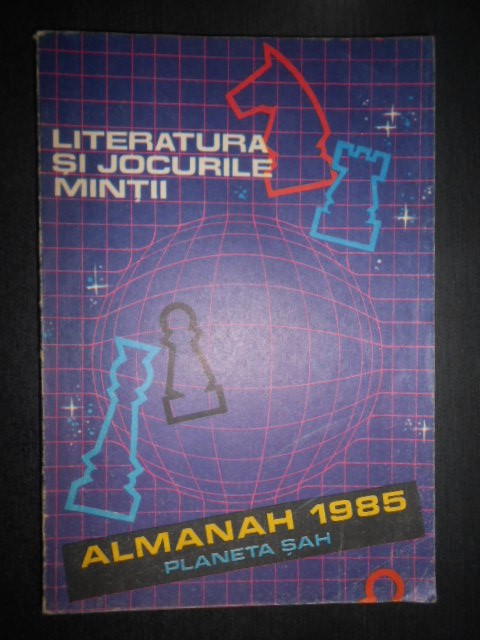 LITERATURA
ȘI JOCURILE
MINȚII
ALMANAH 1985
PLANETA ȘAH